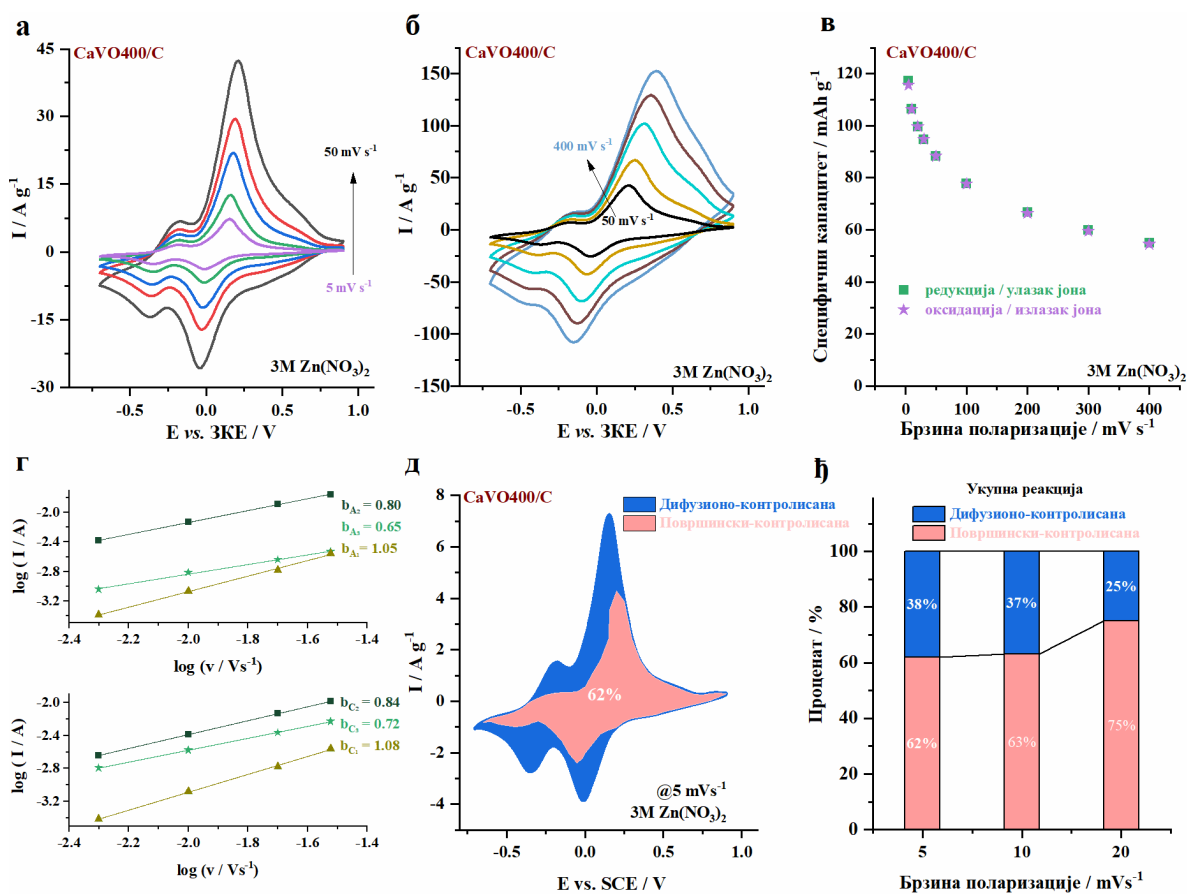 а
CaVO400/C
45
30
15
0
-15
-30
I / A g⁻¹
50 mV s⁻¹
5 mV s⁻¹
3M Zn(NO₃)₂
-0.5
0.0
0.5
1.0
E vs. ЗКЕ / V
б
CaVO400/C
150
100
50
0
-50
-100
-150
I / A g⁻¹
400 mV s⁻¹
50 mV s⁻¹
3M Zn(NO₃)₂
-0.5
0.0
0.5
1.0
E vs. ЗКЕ / V
в
CaVO400/C
120
100
80
60
40
20
0
Специфични капацитет / mAh g⁻¹
редукција / улазак јона
оксидација / излазак јона
3M Zn(NO₃)₂
0
100
200
300
400
Брзина поларизације / mV s⁻¹
г
-2.0
-2.4
-2.8
-3.2
log (I / A)
b_A₂ = 0.80
b_A₃ = 0.65
b_A₁ = 1.05
-2.4
-2.2
-2.0
-1.8
-1.6
-1.4
log (v / Vs⁻¹)
-2.0
-2.4
-2.8
-3.2
log (I / A)
b_C₂ = 0.84
b_C₃ = 0.72
b_C₁ = 1.08
-2.4
-2.2
-2.0
-1.8
-1.6
-1.4
log (v / Vs⁻¹)
д
CaVO400/C
Дифузионо-контролисана
Површински-контролисана
8
6
4
2
0
-2
-4
I / A g⁻¹
62%
@5 mVs⁻¹
3M Zn(NO₃)₂
-0.5
0.0
0.5
1.0
E vs. SCE / V
ђ
Укупна реакција
Дифузионо-контролисана
Површински-контролисана
100
80
60
40
20
0
Проценат / %
38%
37%
25%
62%
63%
75%
5
10
20
Брзина поларизације / mVs⁻¹